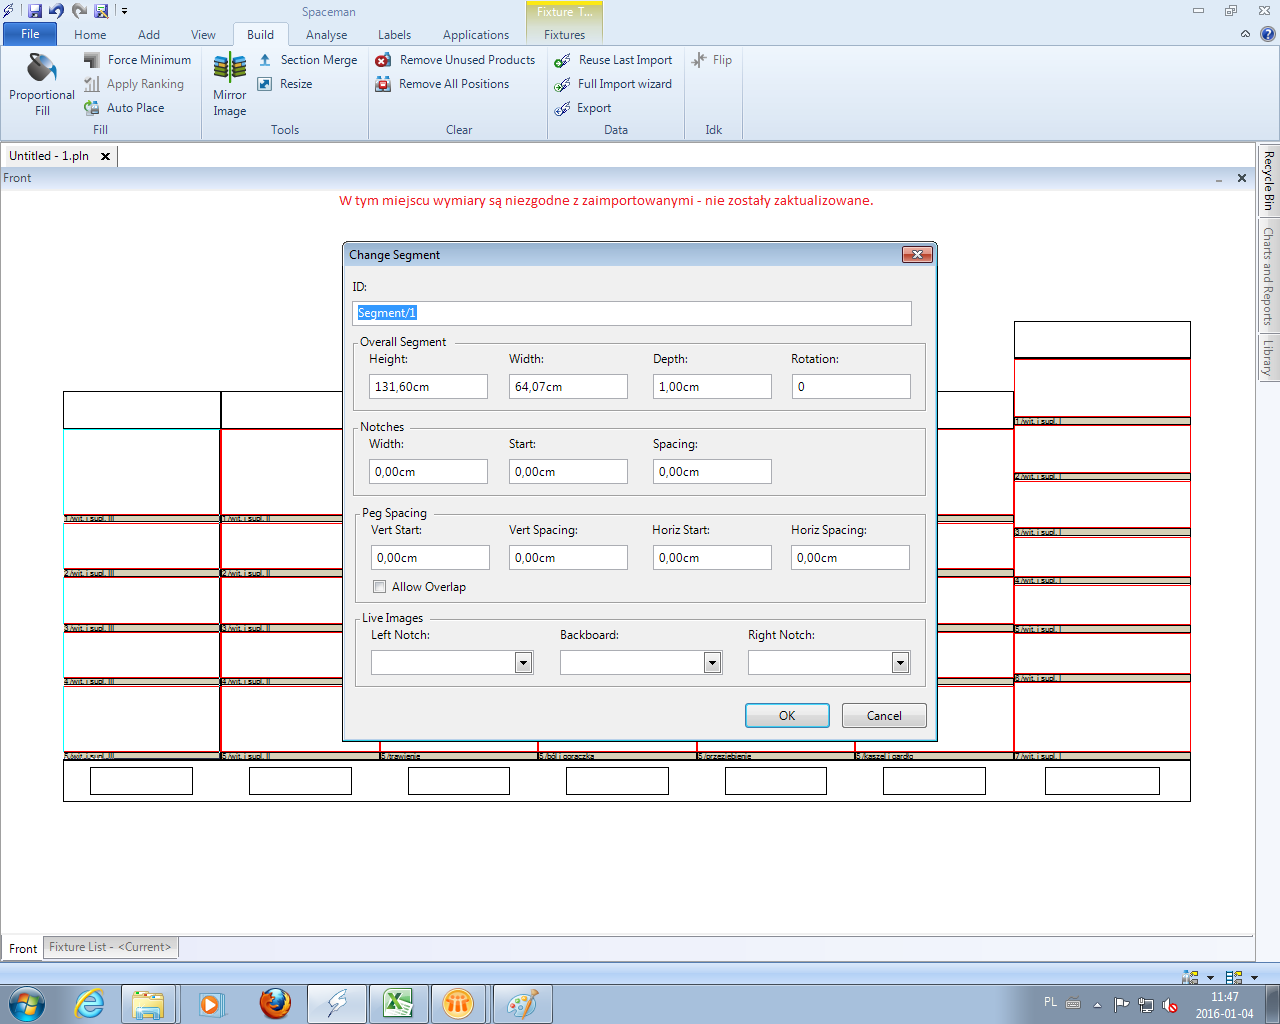 Spaceman
Fixture T...
File Home Add View Build Analyse Labels Applications Fixtures
Proportional Fill
Force Minimum
Apply Ranking
Auto Place
Fill
Mirror Image
Section Merge
Resize
Tools
Remove Unused Products
Remove All Positions
Clear
Reuse Last Import
Full Import wizard
Export
Data
Flip
Idk
Untitled - 1.pln
Front
Recycle Bin
Charts and Reports
Library
W tym miejscu wymiary są niezgodne z zaimportowanymi - nie zostały zaktualizowane.
Change Segment
ID:
Segment/1
Overall Segment
Height: Width: Depth: Rotation:
131,60cm 64,07cm 1,00cm 0
Notches
Width: Start: Spacing:
0,00cm 0,00cm 0,00cm
Peg Spacing
Vert Start: Vert Spacing: Horiz Start: Horiz Spacing:
0,00cm 0,00cm 0,00cm 0,00cm
Allow Overlap
Live Images
Left Notch: Backboard: Right Notch:
OK Cancel
1 /wit. i supl. I
2 /wit. i supl. I
3 /wit. i supl. I
4 /wit. i supl. I
5 /wit. i supl. I
6 /wit. i supl. I
7 /wit. i supl. I
1 /wit. i supl. III 1 /wit. i supl. II
2 /wit. i supl. III 2 /wit. i supl. II
3 /wit. i supl. III 3 /wit. i supl. II
4 /wit. i supl. III 4 /wit. i supl. II
5 /wit. i supl. III 5 /wit. i supl. II 5 /trawienie 5 /ból i gorączka 5 /przeziębienie 5 /kaszel i gardło
Front Fixture List - <Current>
PL
11:47
2016-01-04